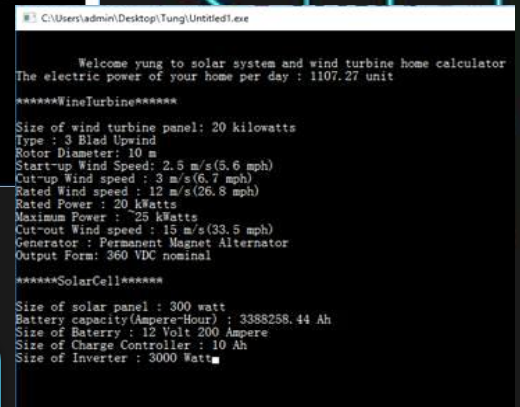 C:\Users\admin\Desktop\Tung\Untitled1.exe
Welcome yung to solar system and wind turbine home calculator
The electric power of your home per day : 1107.27 unit
******WineTurbine******
Size of wind turbine panel: 20 kilowatts
Type : 3 Blad Upwind
Rotor Diameter: 10 m
Start-up Wind Speed: 2.5 m/s(5.6 mph)
Cut-up Wind speed : 3 m/s(6.7 mph)
Rated Wind speed : 12 m/s(26.8 mph)
Rated Power : 20 kWatts
Maximum Power : ~25 kWatts
Cut-out Wind speed : 15 m/s(33.5 mph)
Generator : Permanent Magnet Alternator
Output Form: 360 VDC nominal
******SolarCell******
Size of solar panel : 300 watt
Battery capacity(Ampere-Hour) : 3388258.44 Ah
Size of Baterry : 12 Volt 200 Ampere
Size of Charge Controller : 10 Ah
Size of Inverter : 3000 Watt